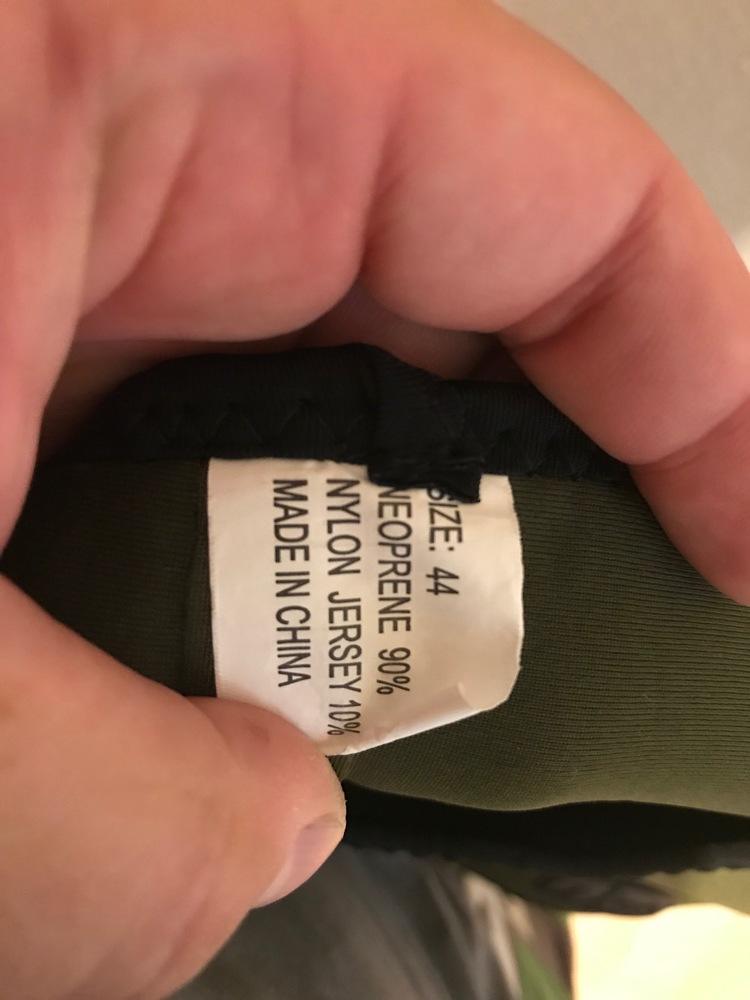 SIZE: 44
NEOPRENE 90%
NYLON JERSEY 10%
MADE IN CHINA